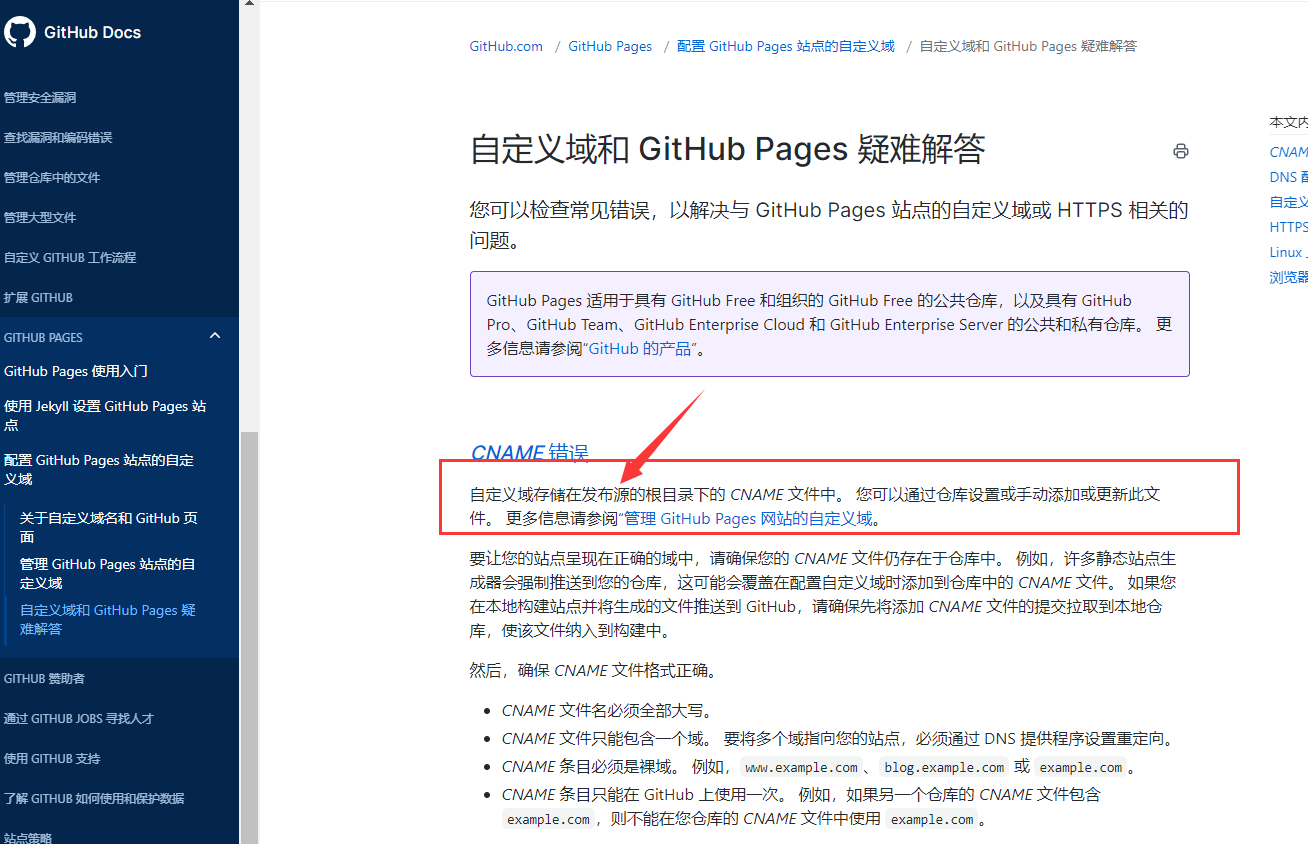 GitHub Docs
管理安全漏洞
查找漏洞和编码错误
管理仓库中的文件
管理大型文件
自定义 GITHUB 工作流程
扩展 GITHUB
GITHUB PAGES
GitHub Pages 使用入门
使用 Jekyll 设置 GitHub Pages 站
点
配置 GitHub Pages 站点的自定
义域
关于自定义域名和 GitHub 页
面
管理 GitHub Pages 站点的自
定义域
自定义域和 GitHub Pages 疑
难解答
GITHUB 赞助者
通过 GITHUB JOBS 寻找人才
使用 GITHUB 支持
了解 GITHUB 如何使用和保护数据
站点策略
GitHub.com / GitHub Pages / 配置 GitHub Pages 站点的自定义域 / 自定义域和 GitHub Pages 疑难解答
自定义域和 GitHub Pages 疑难解答
您可以检查常见错误，以解决与 GitHub Pages 站点的自定义域或 HTTPS 相关的
问题。
GitHub Pages 适用于具有 GitHub Free 和组织的 GitHub Free 的公共仓库，以及具有 GitHub
Pro、GitHub Team、GitHub Enterprise Cloud 和 GitHub Enterprise Server 的公共和私有仓库。 更
多信息请参阅“GitHub 的产品”。
CNAME 错误
自定义域存储在发布源的根目录下的 CNAME 文件中。 您可以通过仓库设置或手动添加或更新此文
件。 更多信息请参阅“管理 GitHub Pages 网站的自定义域。
要让您的站点呈现在正确的域中，请确保您的 CNAME 文件仍存在于仓库中。 例如，许多静态站点生
成器会强制推送到您的仓库，这可能会覆盖在配置自定义域时添加到仓库中的 CNAME 文件。 如果您
在本地构建站点并将生成的文件推送到 GitHub，请确保先将添加 CNAME 文件的提交拉取到本地仓
库，使该文件纳入到构建中。
然后，确保 CNAME 文件格式正确。
• CNAME 文件名必须全部大写。
• CNAME 文件只能包含一个域。 要将多个域指向您的站点，必须通过 DNS 提供程序设置重定向。
• CNAME 条目必须是裸域。 例如， www.example.com 、 blog.example.com 或 example.com 。
• CNAME 条目只能在 GitHub 上使用一次。 例如，如果另一个仓库的 CNAME 文件包含
example.com ，则不能在您仓库的 CNAME 文件中使用 example.com 。
本文内
CNAM
DNS 配
自定义
HTTPS
Linux
浏览器